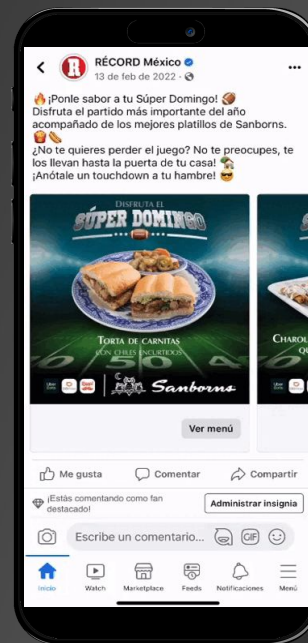 RÉCORD México
13 de feb de 2022
🔥¡Ponle sabor a tu Súper Domingo! 🏈
Disfruta el partido más importante del año
acompañado de los mejores platillos de Sanborns.
🍿🌭
¿No te quieres perder el juego? No te preocupes, te
los llevan hasta la puerta de tu casa! 🏡
¡Anótale un touchdown a tu hambre! 😎
DISFRUTA EL
SÚPER DOMINGO
TORTA DE CARNITAS
CON CHILES ENCURTIDOS
Sanborns
CHAROL
QU
Ver menú
Me gusta
Comentar
Compartir
¡Estás comentando como fan
destacado!
Administrar insignia
Escribe un comentario...
GIF
Inicio
Watch
Marketplace
Feeds
Notificaciones
Menú